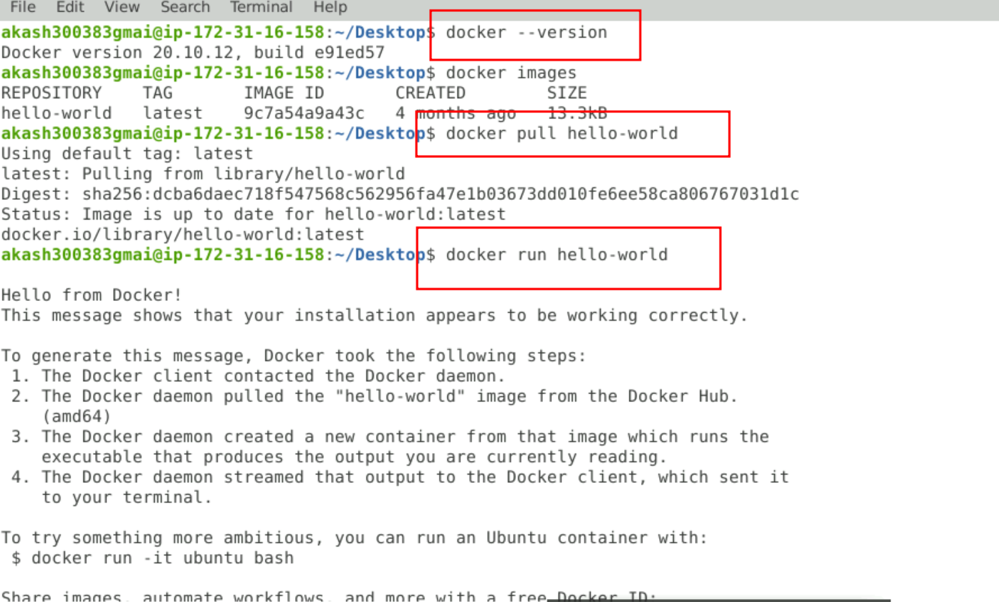 File Edit View Search Terminal Help
akash300383gmai@ip-172-31-16-158:~/Desktop$ docker --version
Docker version 20.10.12, build e91ed57
akash300383gmai@ip-172-31-16-158:~/Desktop$ docker images
REPOSITORY TAG IMAGE ID CREATED SIZE
hello-world latest 9c7a54a9a43c 4 months ago 13.3kB
akash300383gmai@ip-172-31-16-158:~/Desktop$ docker pull hello-world
Using default tag: latest
latest: Pulling from library/hello-world
Digest: sha256:dcba6daec718f547568c562956fa47e1b03673dd010fe6ee58ca806767031d1c
Status: Image is up to date for hello-world:latest
docker.io/library/hello-world:latest
akash300383gmai@ip-172-31-16-158:~/Desktop$ docker run hello-world
Hello from Docker!
This message shows that your installation appears to be working correctly.
To generate this message, Docker took the following steps:
1. The Docker client contacted the Docker daemon.
2. The Docker daemon pulled the "hello-world" image from the Docker Hub.
(amd64)
3. The Docker daemon created a new container from that image which runs the
executable that produces the output you are currently reading.
4. The Docker daemon streamed that output to the Docker client, which sent it
to your terminal.
To try something more ambitious, you can run an Ubuntu container with:
$ docker run -it ubuntu bash
Share images, automate workflows, and more with a free Docker ID: